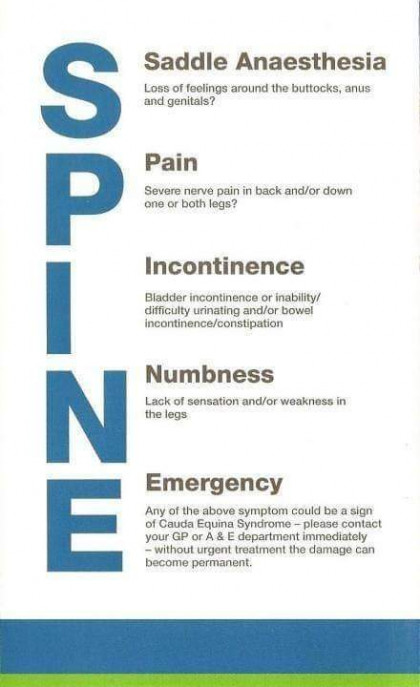 SPINE
Saddle Anaesthesia
Loss of feelings around the buttocks, anus
and genitals?
Pain
Severe nerve pain in back and/or down
one or both legs?
Incontinence
Bladder incontinence or inability/
difficulty urinating and/or bowel
incontinence/constipation
Numbness
Lack of sensation and/or weakness in
the legs
Emergency
Any of the above symptom could be a sign
of Cauda Equina Syndrome – please contact
your GP or A & E department immediately
– without urgent treatment the damage can
become permanent.